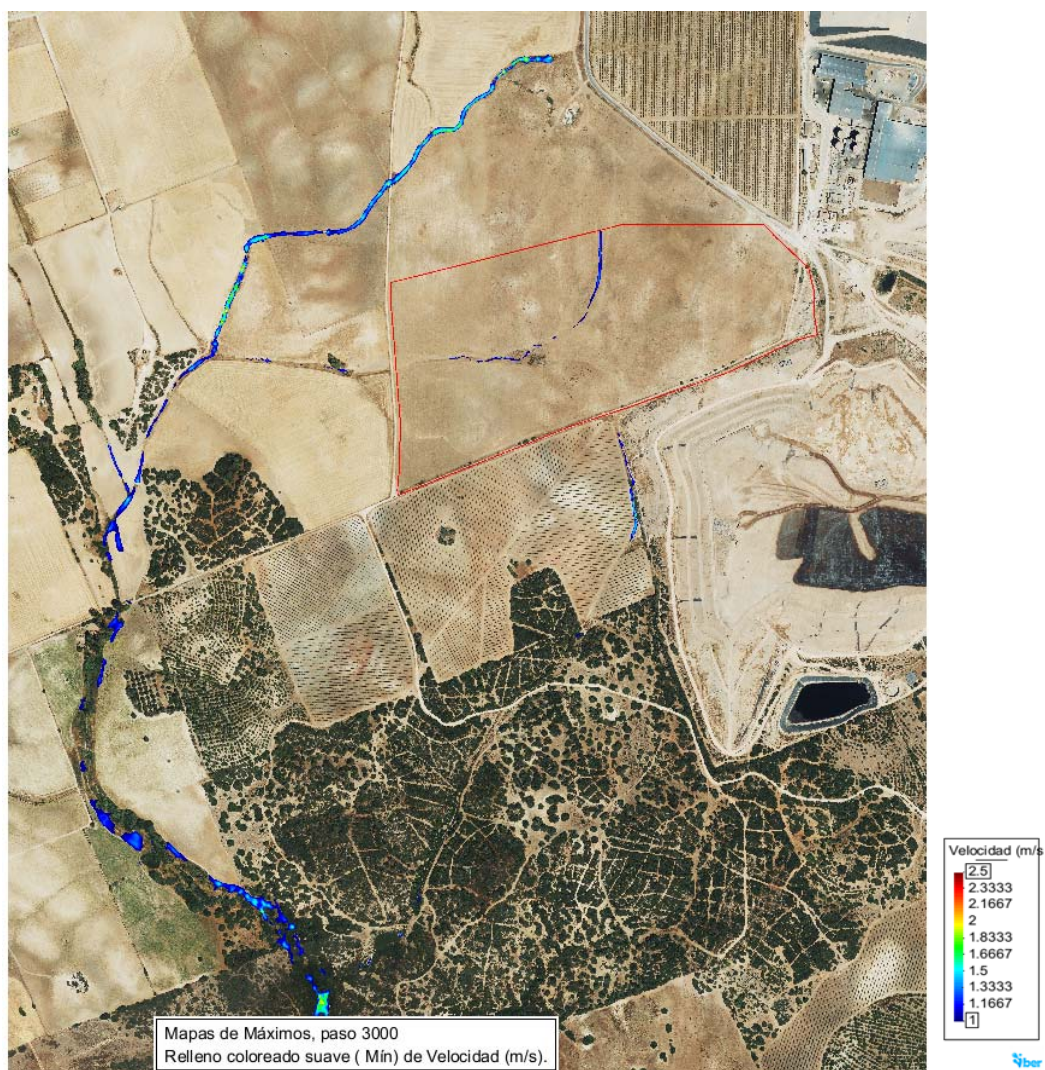 Velocidad (m/s
2.5
2.3333
2.1667
2
1.8333
1.6667
1.5
1.3333
1.1667
1
Mapas de Máximos, paso 3000
Relleno coloreado suave ( Mín) de Velocidad (m/s).
iber